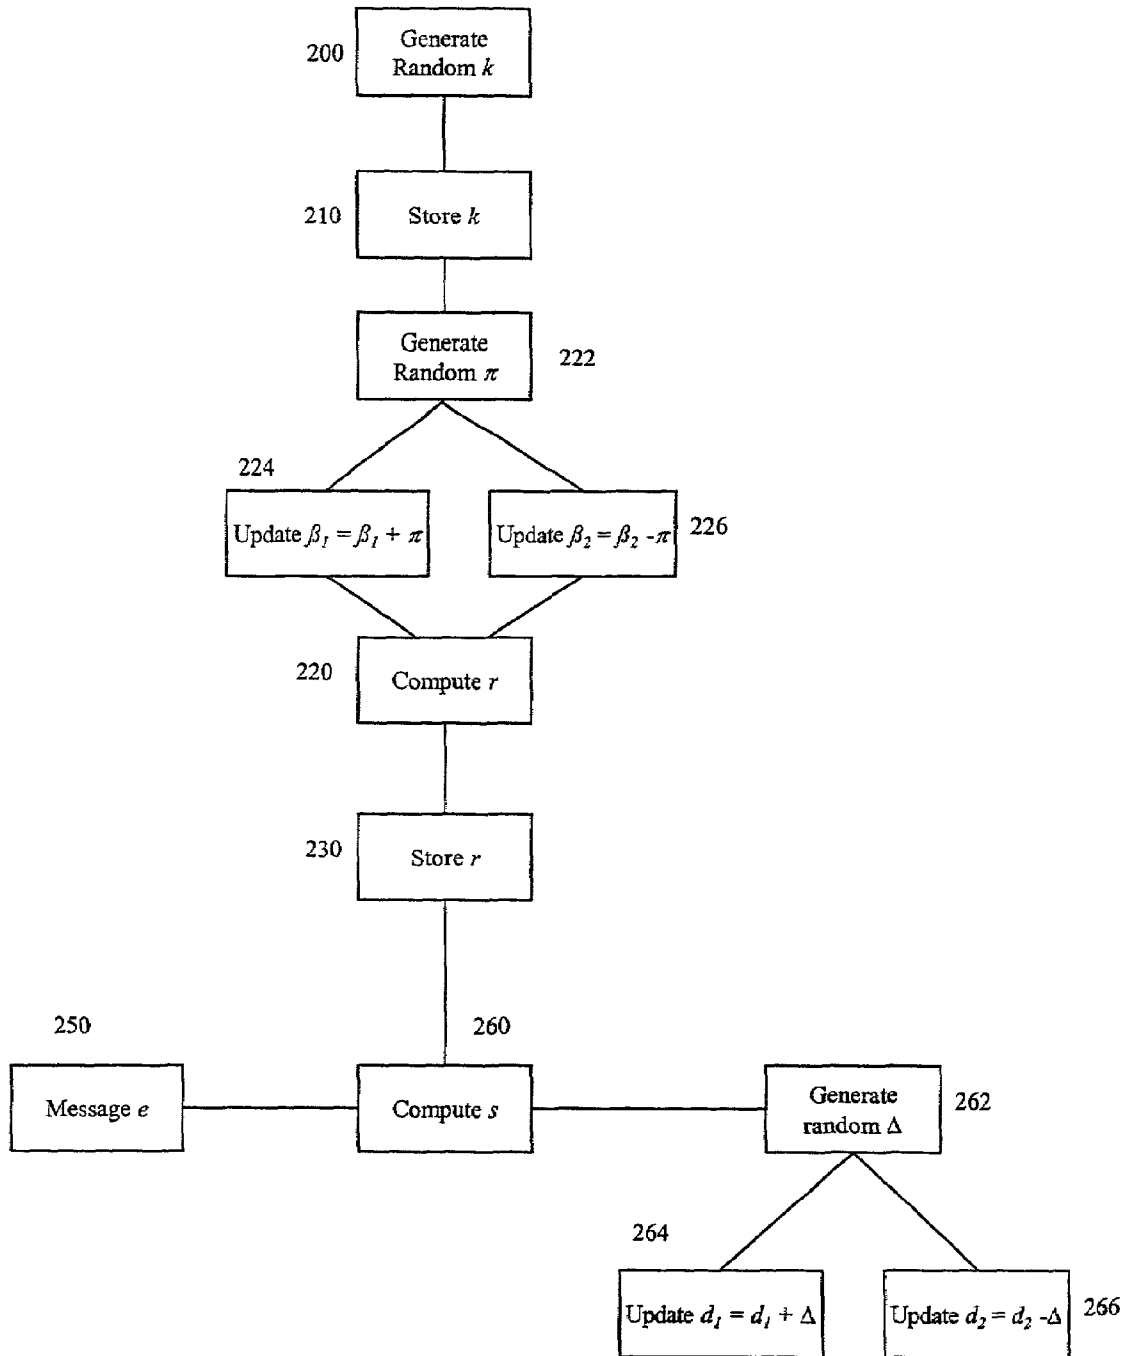 200
Generate
Random k
210
Store k
Generate
Random π
222
224
Update β₁ = β₁ + π
Update β₂ = β₂ -π
226
220
Compute r
230
Store r
250
260
Message e
Compute s
Generate
random Δ
262
264
Update d₁ = d₁ + Δ
Update d₂ = d₂ -Δ
266